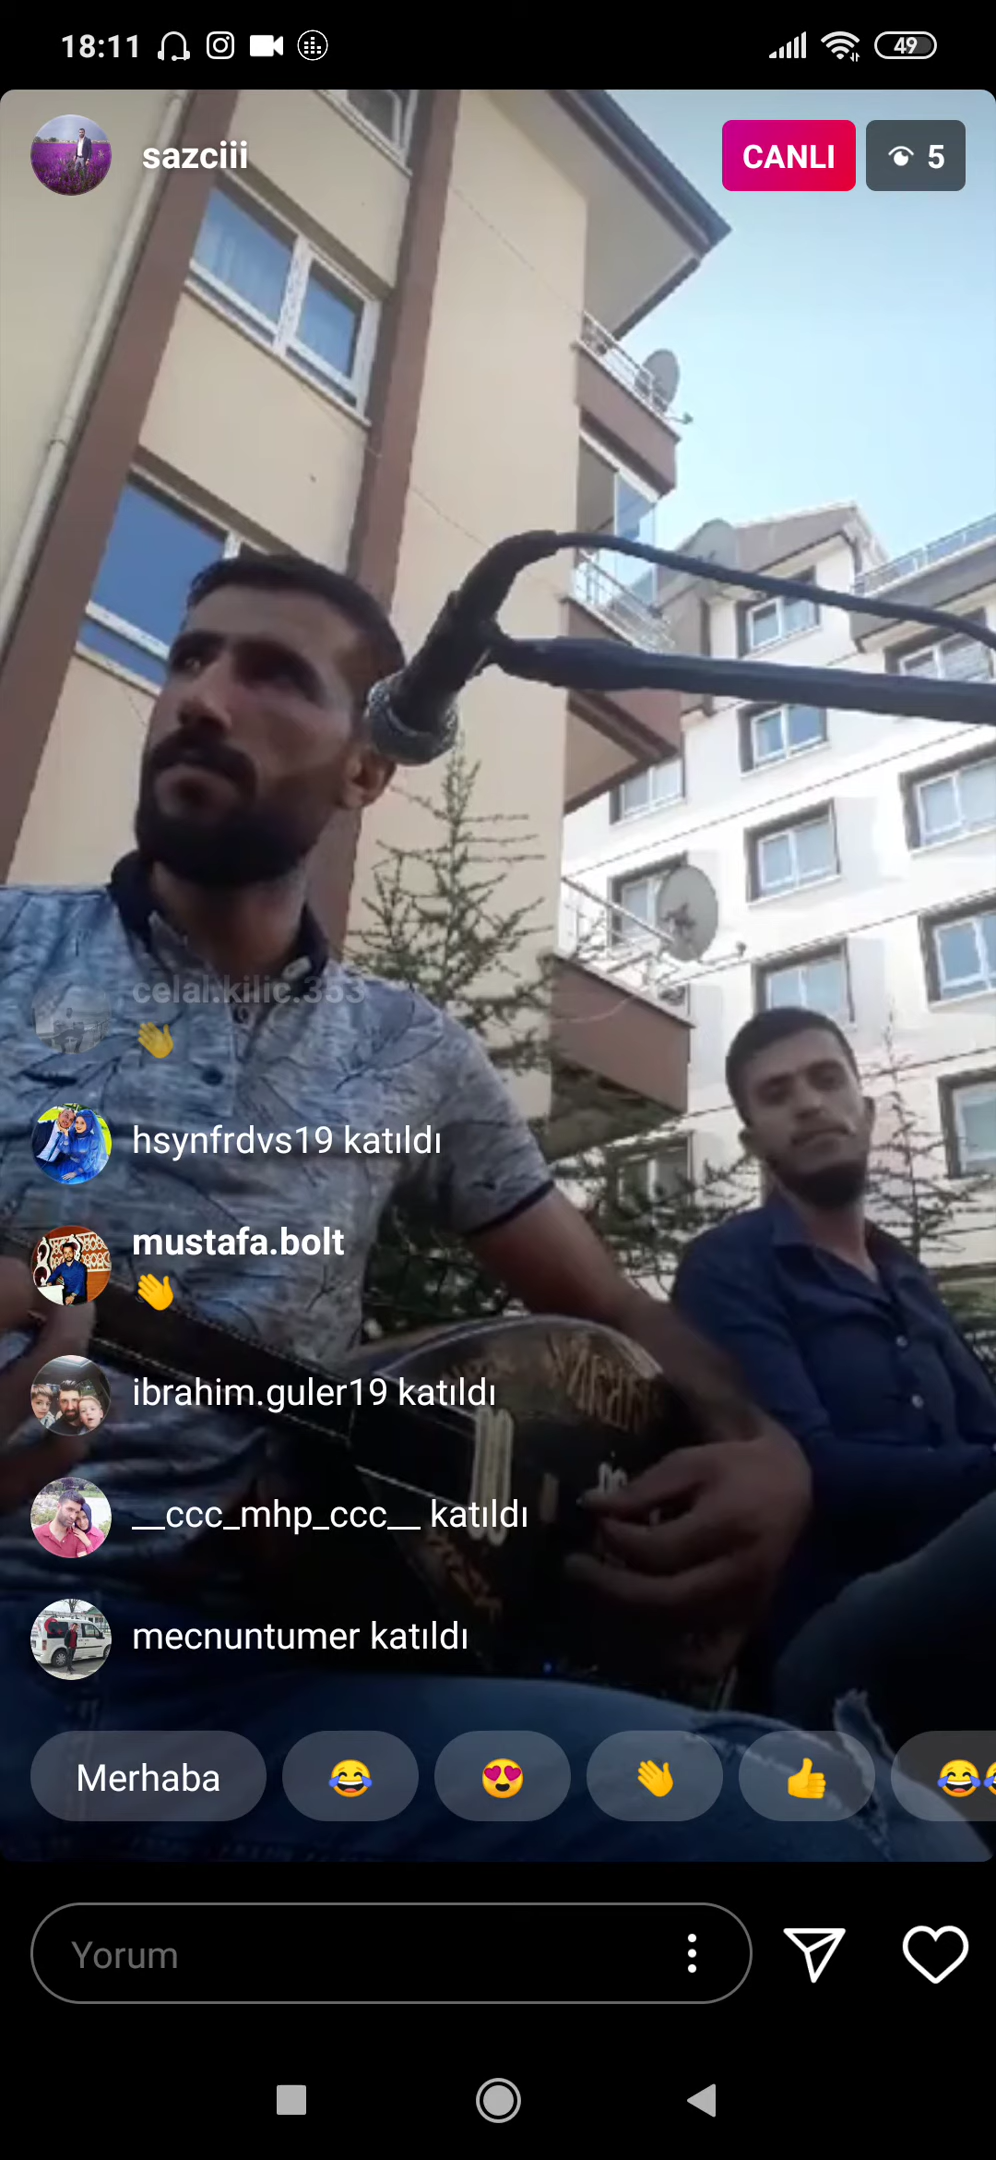 18:11
49
sazciii
CANLI
5
celal.kilic.353
👋
hsynfrdvs19 katıldı
mustafa.bolt
👋
ibrahim.guler19 katıldı
__ccc_mhp_ccc__ katıldı
mecnuntumer katıldı
Merhaba 😂 😍 👋 👍 😂
Yorum